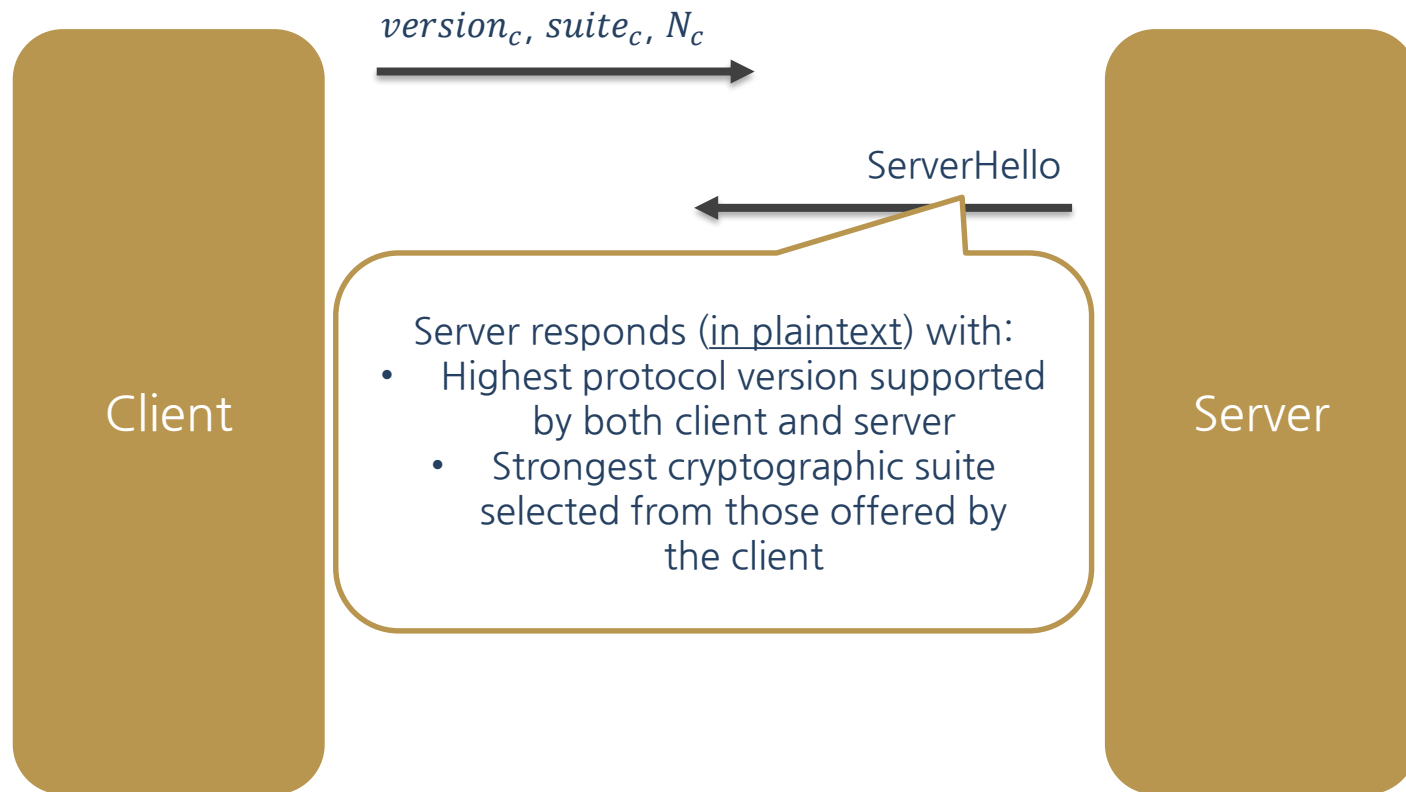 version_c, suite_c, N_c
ServerHello
Server responds (in plaintext) with:
• Highest protocol version supported
by both client and server
• Strongest cryptographic suite
selected from those offered by
the client
Client
Server